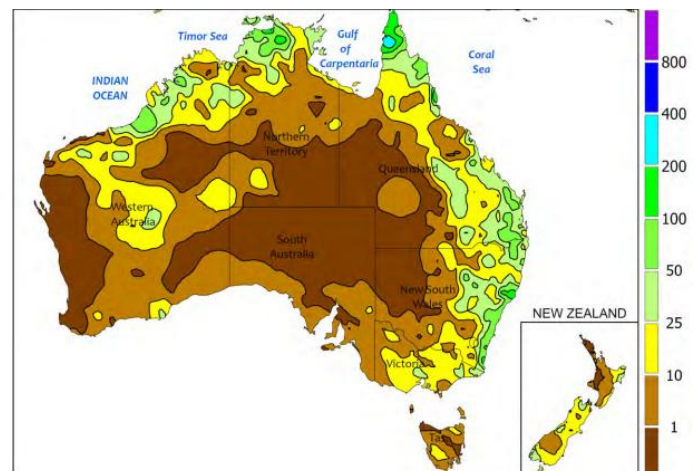 Timor Sea
Gulf
of
Carpentaria
Coral
Sea
INDIAN
OCEAN
Northern
Territory
Queensland
Western
Australia
South
Australia
New South
Wales
Victoria
Tas
NEW ZEALAND
800
400
200
100
50
25
10
1